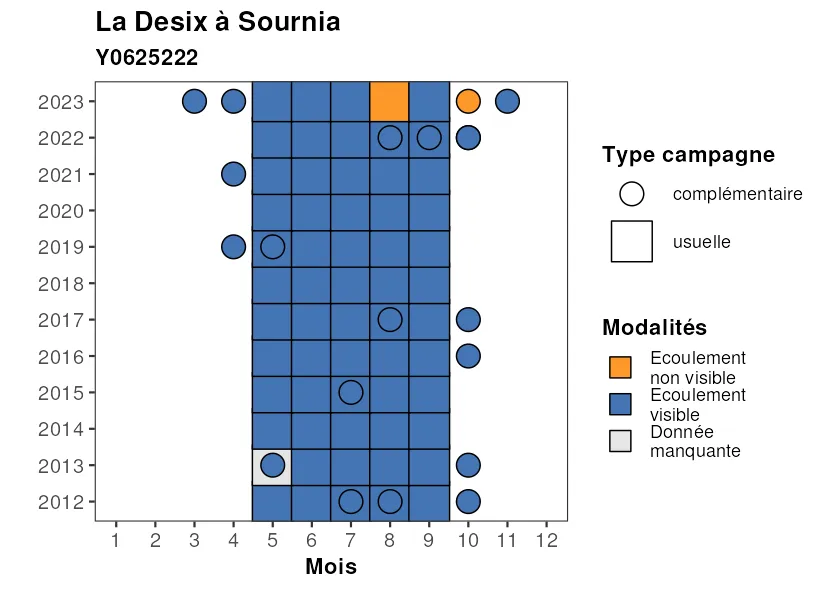 La Desix à Sournia
Y0625222
2023
2022
2021
2020
2019
2018
2017
2016
2015
2014
2013
2012
1 2 3 4 5 6 7 8 9 10 11 12
Mois
Type campagne
complémentaire
usuelle
Modalités
Ecoulement
non visible
Ecoulement
visible
Donnée
manquante